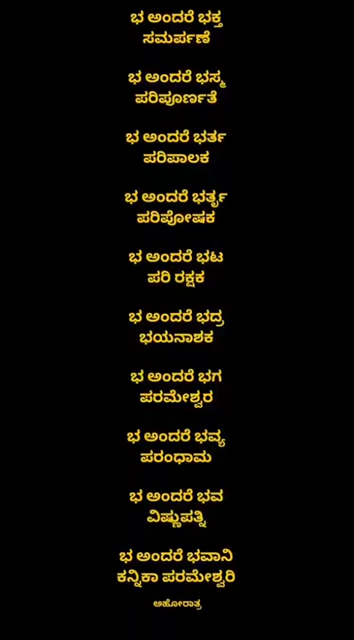 ಭ ಅಂದರೆ ಭಕ್ತ
ಸಮರ್ಪಣೆ
ಭ ಅಂದರೆ ಭಸ್ಮ
ಪರಿಪೂರ್ಣತೆ
ಭ ಅಂದರೆ ಭರ್ತ
ಪರಿಪಾಲಕ
ಭ ಅಂದರೆ ಭರ್ತೃ
ಪರಿಪೋಷಕ
ಭ ಅಂದರೆ ಭಟ
ಪರಿ ರಕ್ಷಕ
ಭ ಅಂದರೆ ಭದ್ರ
ಭಯನಾಶಕ
ಭ ಅಂದರೆ ಭಗ
ಪರಮೇಶ್ವರ
ಭ ಅಂದರೆ ಭವ್ಯ
ಪರಂಧಾಮ
ಭ ಅಂದರೆ ಭವ
ವಿಷ್ಣುಪತ್ನಿ
ಭ ಅಂದರೆ ಭವಾನಿ
ಕನ್ನಿಕಾ ಪರಮೇಶ್ವರಿ
ಅಹೋರಾತ್ರ